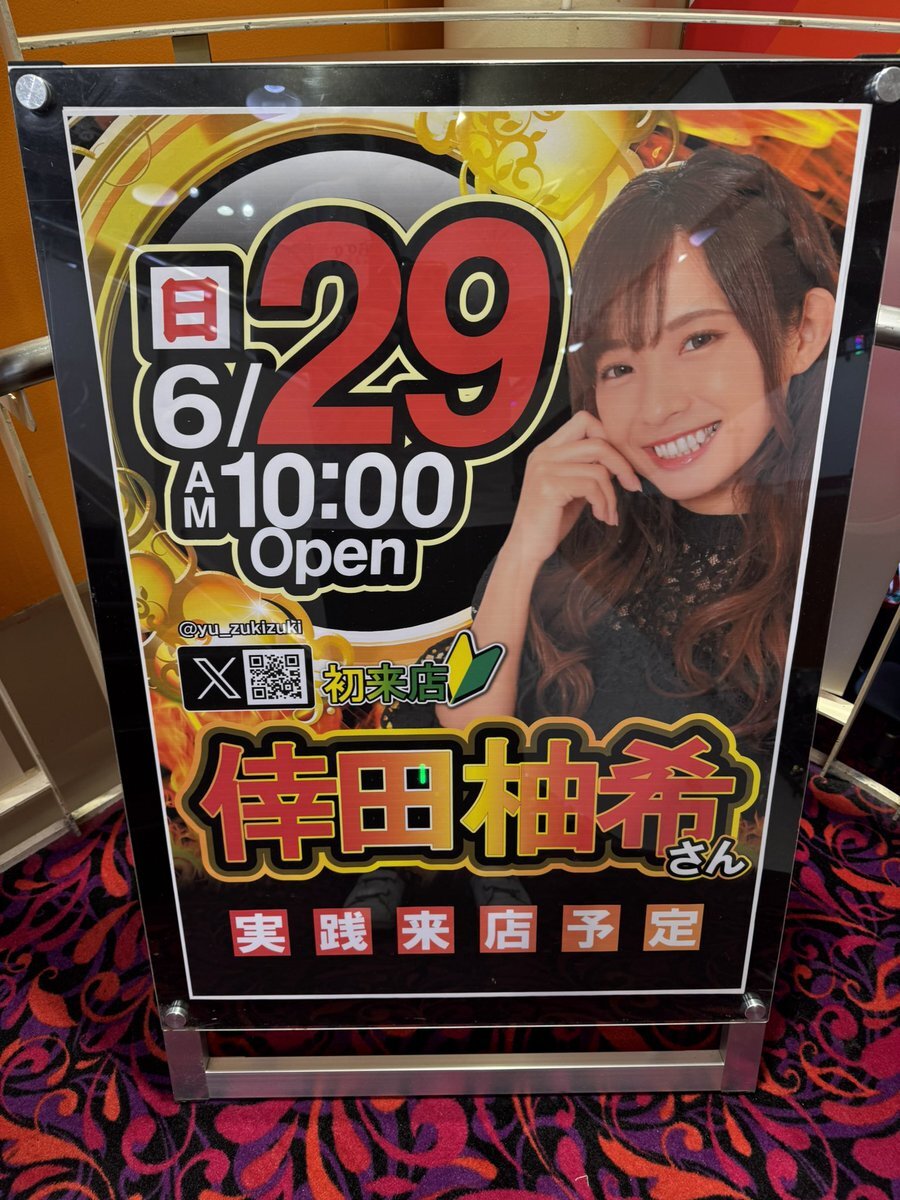 日
6/29
AM 10:00
Open
@yu_zukizuki
X
初来店
倖田柚希
さん
実践来店予定